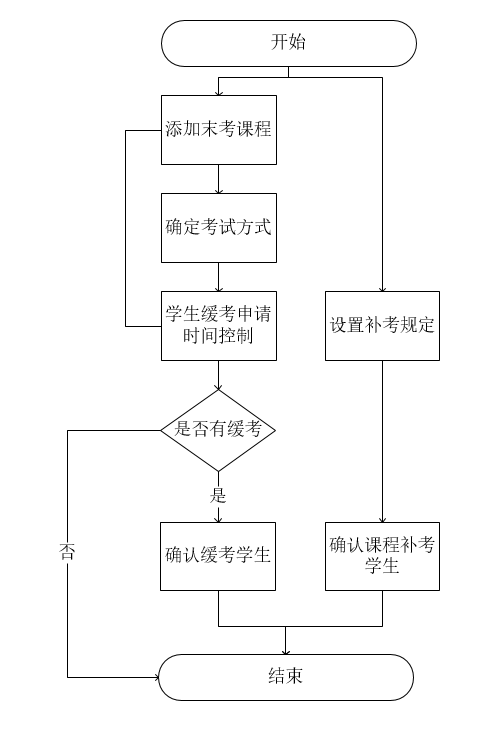 开始
添加末考课程
确定考试方式
学生缓考申请
时间控制
设置补考规定
是否有缓考
是
否
确认缓考学生
确认课程补考
学生
结束